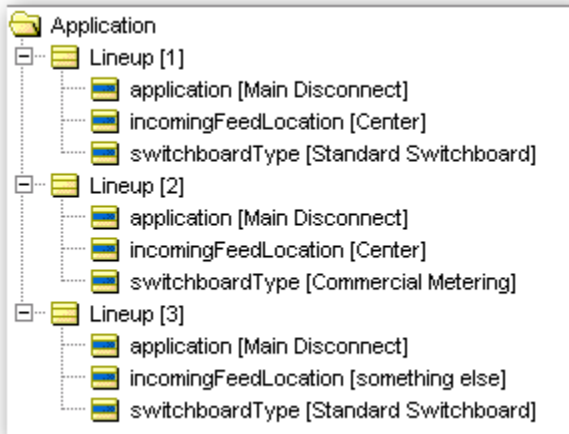 Application
Lineup [1]
application [Main Disconnect]
incomingFeedLocation [Center]
switchboardType [Standard Switchboard]
Lineup [2]
application [Main Disconnect]
incomingFeedLocation [Center]
switchboardType [Commercial Metering]
Lineup [3]
application [Main Disconnect]
incomingFeedLocation [something else]
switchboardType [Standard Switchboard]